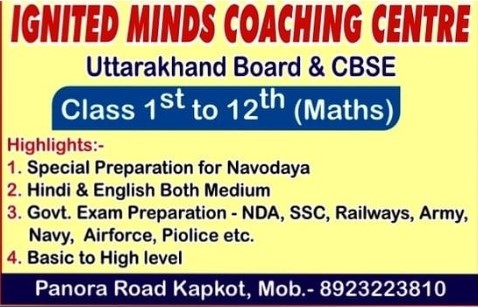 IGNITED MINDS COACHING CENTRE
Uttarakhand Board & CBSE
Class 1st to 12th (Maths)
Highlights:-
1. Special Preparation for Navodaya
2. Hindi & English Both Medium
3. Govt. Exam Preparation - NDA, SSC, Railways, Army,
Navy, Airforce, Piolice etc.
4. Basic to High level
Panora Road Kapkot, Mob.- 8923223810